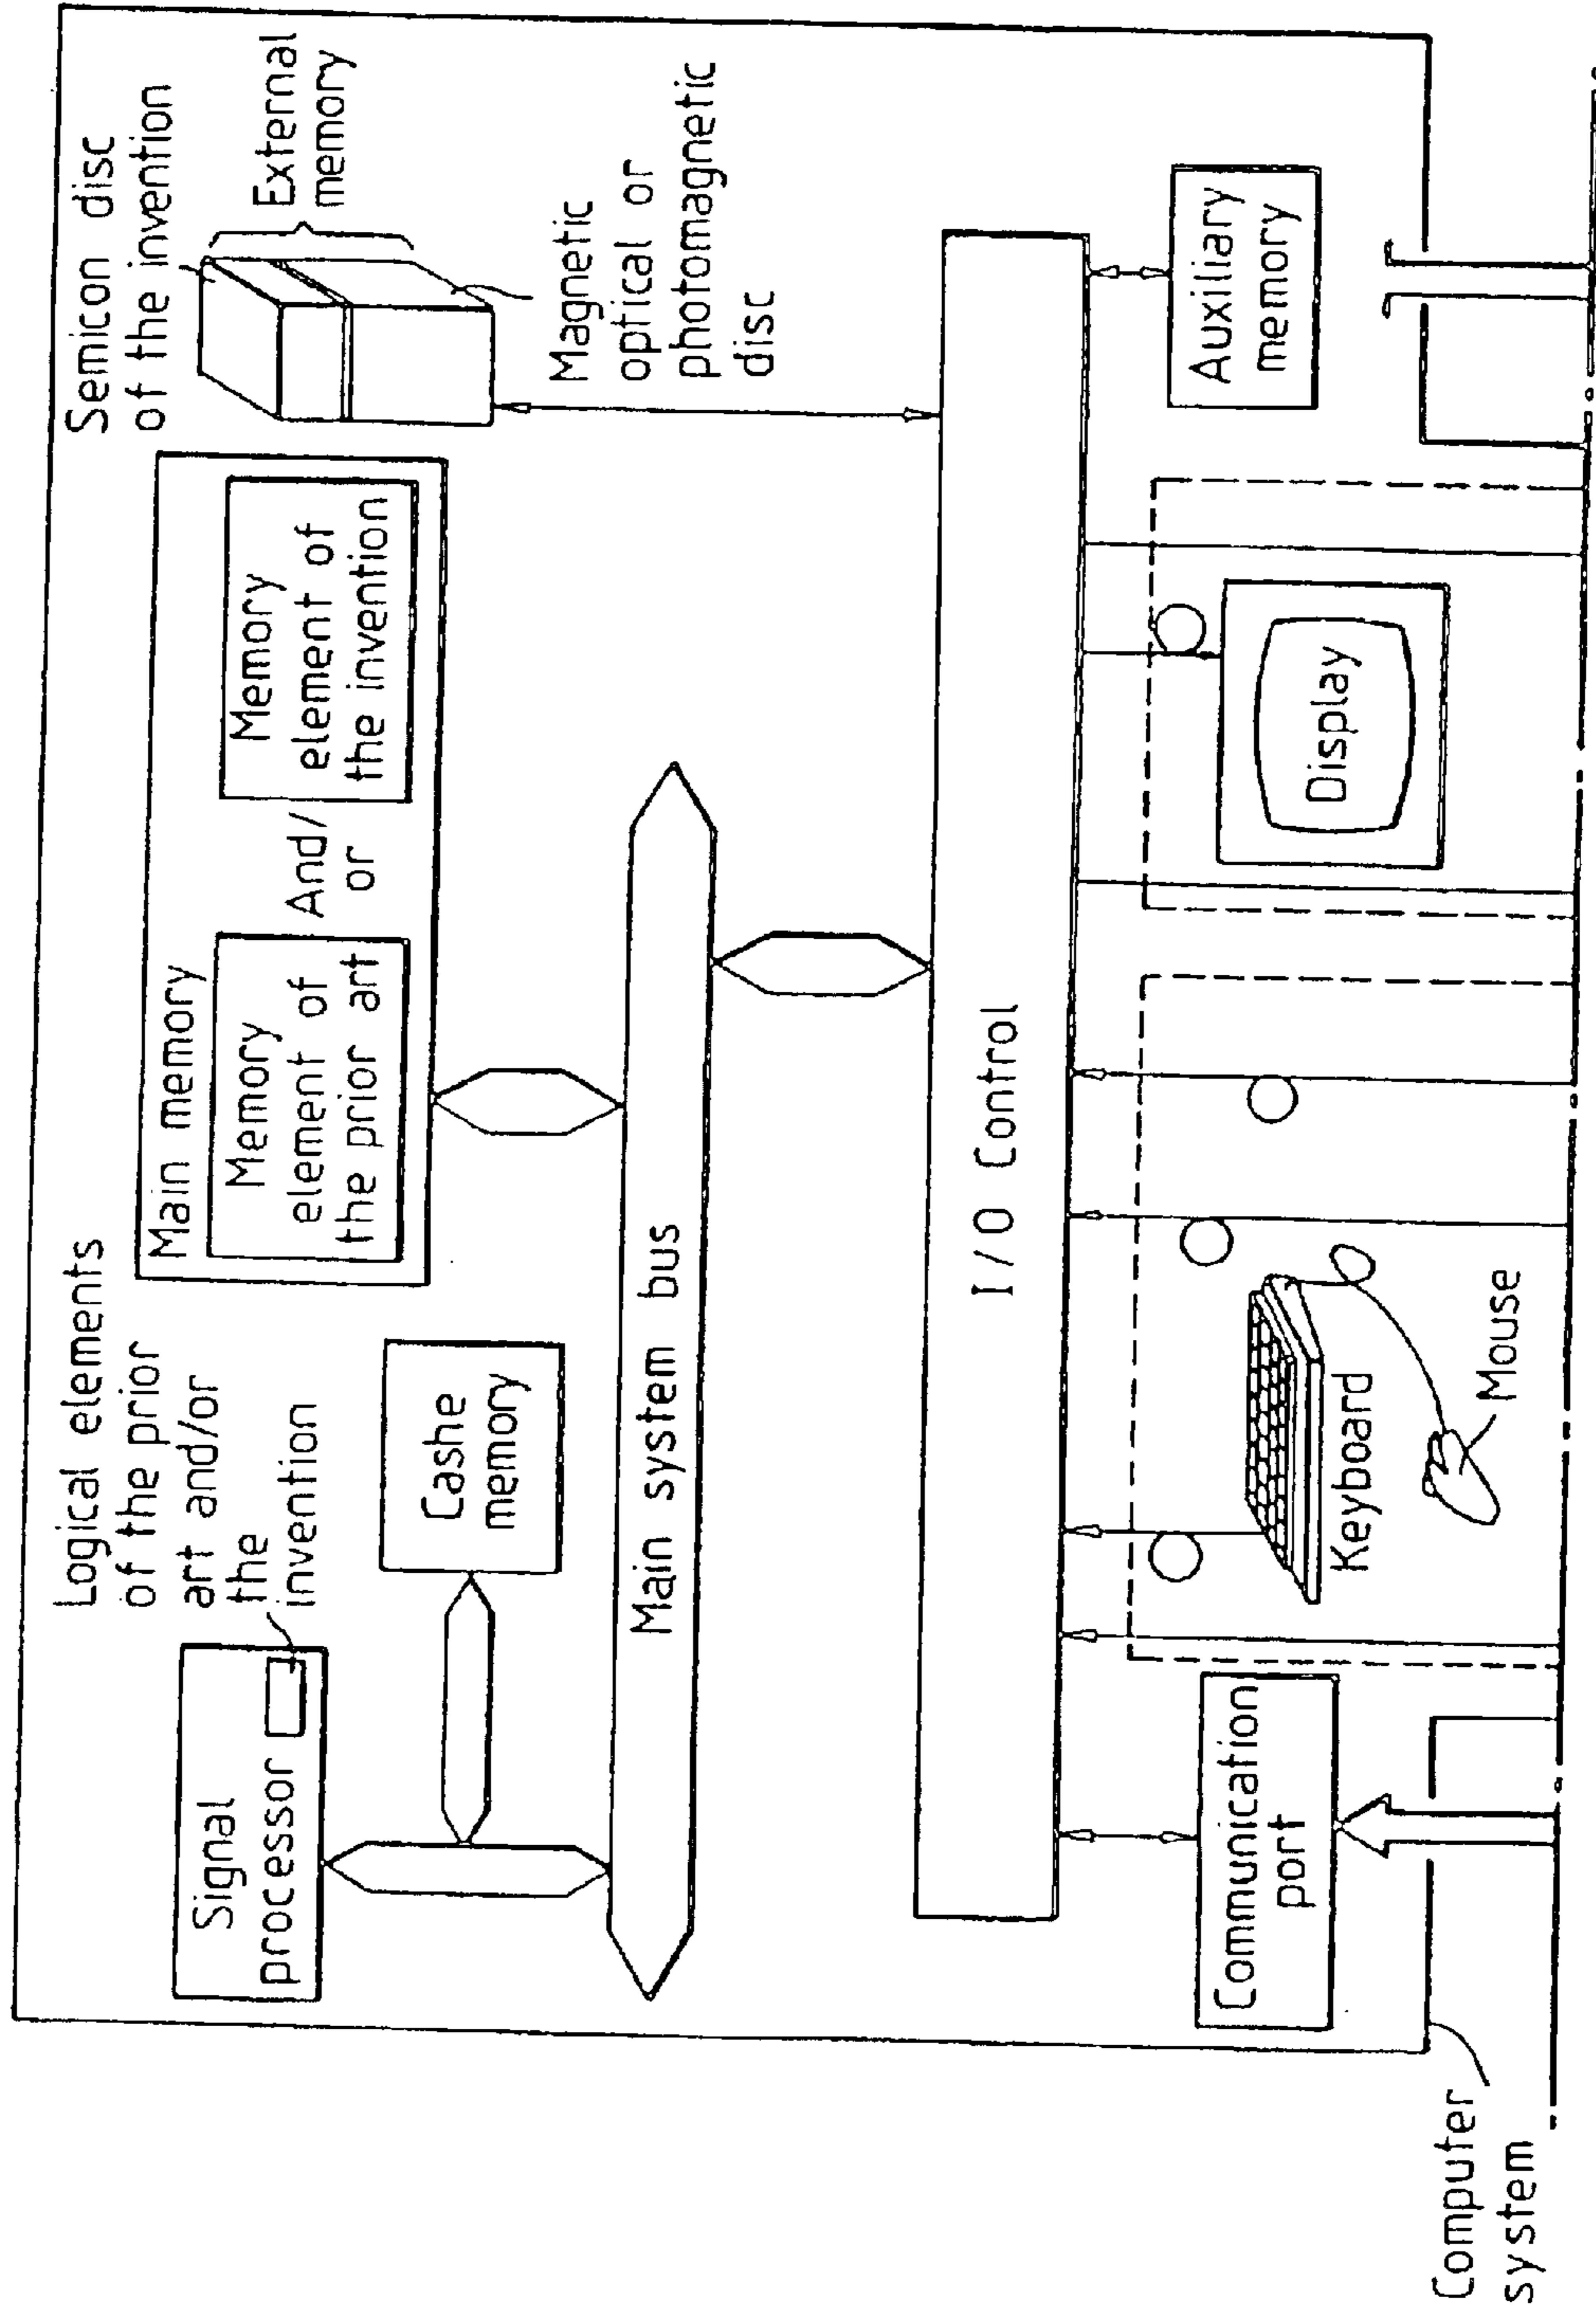 Logical elements
of the prior
art and/or
the
invention
Semicon disc
of the invention
External
memory
Signal
processor
Cashe
memory
Main memory
Memory
element of
the prior art
And/
or
Memory
element of
the invention
Magnetic
optical or
photomagnetic
disc
Main system bus
I/O Control
Communication
port
Keyboard
Mouse
Display
Auxiliary
memory
Computer
system